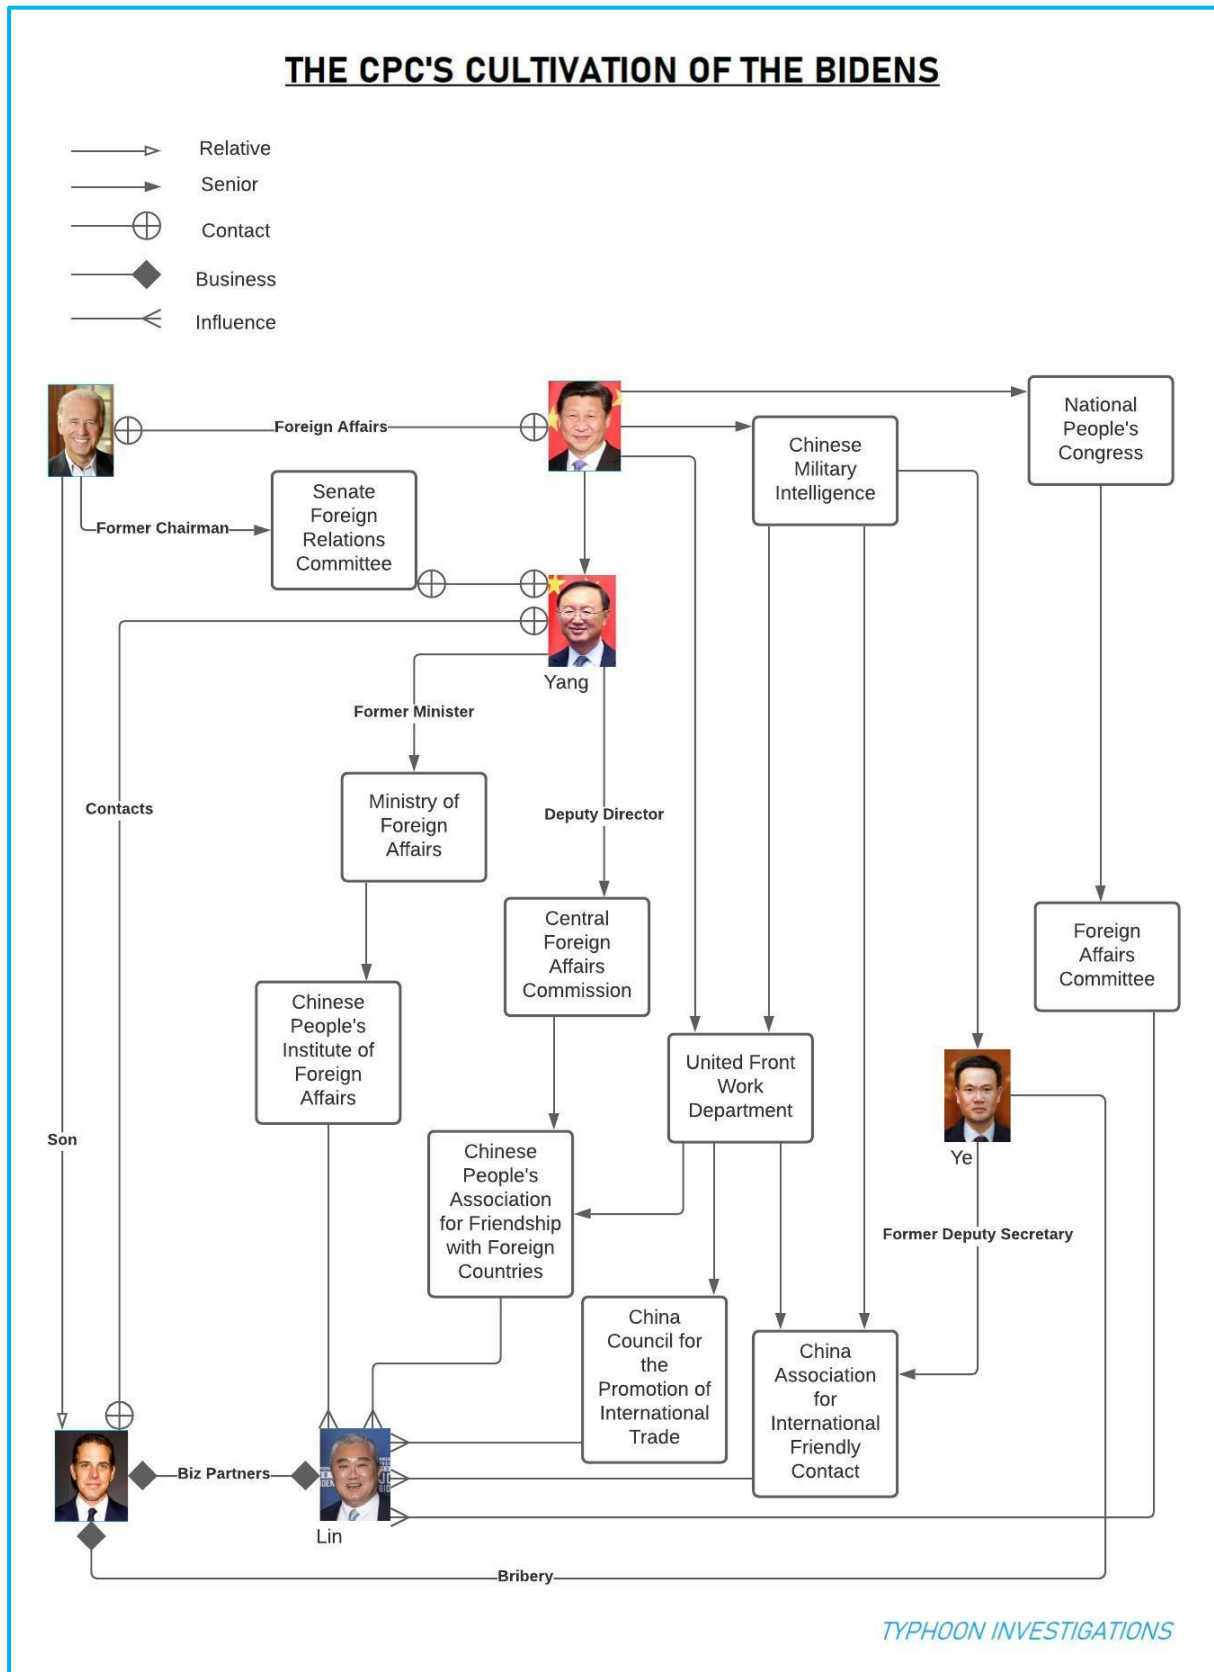 THE CPC'S CULTIVATION OF THE BIDENS
Relative
Senior
Contact
Business
Influence
Foreign Affairs
National
People's
Congress
Chinese
Military
Intelligence
Senate
Foreign
Relations
Committee
Former Chairman
Yang
Former Minister
Ministry of
Foreign
Affairs
Contacts
Deputy Director
Central
Foreign
Affairs
Commission
Foreign
Affairs
Committee
Chinese
People's
Institute of
Foreign
Affairs
United Front
Work
Department
Ye
Son
Chinese
People's
Association
for Friendship
with Foreign
Countries
Former Deputy Secretary
China
Council for
the
Promotion of
International
Trade
China
Association
for
International
Friendly
Contact
Biz Partners
Lin
Bribery
TYPHOON INVESTIGATIONS